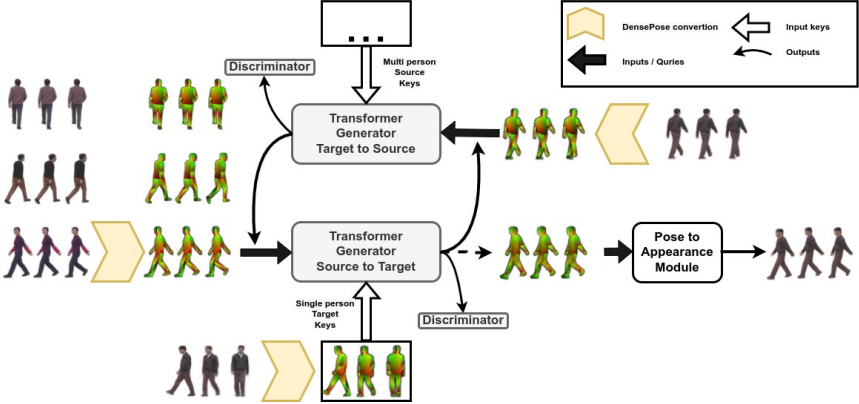 ...
DensePose convertion
Input keys
Inputs / Quries
Outputs
Discriminator
Multi person
Source
Keys
Transformer
Generator
Target to Source
Transformer
Generator
Source to Target
Pose to
Appearance
Module
Single person
Target
Keys
Discriminator